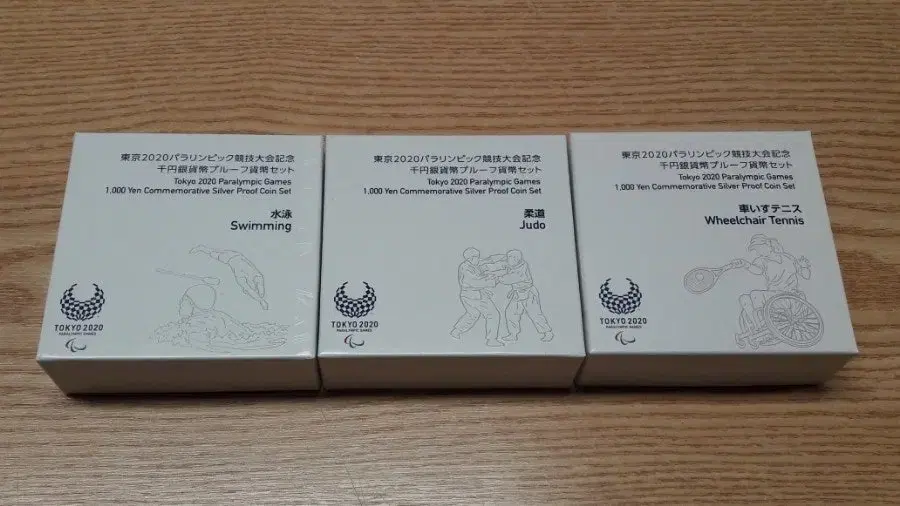 東京2020パラリンピック競技大会記念
千円銀貨幣プルーフ貨幣セット
Tokyo 2020 Paralympic Games
1,000 Yen Commemorative Silver Proof Coin Set
水泳
Swimming
TOKYO 2020
PARALYMPIC GAMES
東京2020パラリンピック競技大会記念
千円銀貨幣プルーフ貨幣セット
Tokyo 2020 Paralympic Games
1,000 Yen Commemorative Silver Proof Coin Set
柔道
Judo
TOKYO 2020
PARALYMPIC GAMES
東京2020パラリンピック競技大会記念
千円銀貨幣プルーフ貨幣セット
Tokyo 2020 Paralympic Games
1,000 Yen Commemorative Silver Proof Coin Set
車いすテニス
Wheelchair Tennis
TOKYO 2020
PARALYMPIC GAMES